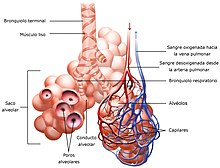 Bronquiolo terminal
Músculo liso
Saco
alveolar
Conducto
alveolar
Poros
alveolares
Sangre oxigenada hacia
la vena pulmonar
Sangre desoxigenada desde
la arteria pulmonar
Bronquiolo respiratorio
Alvéolos
Capilares